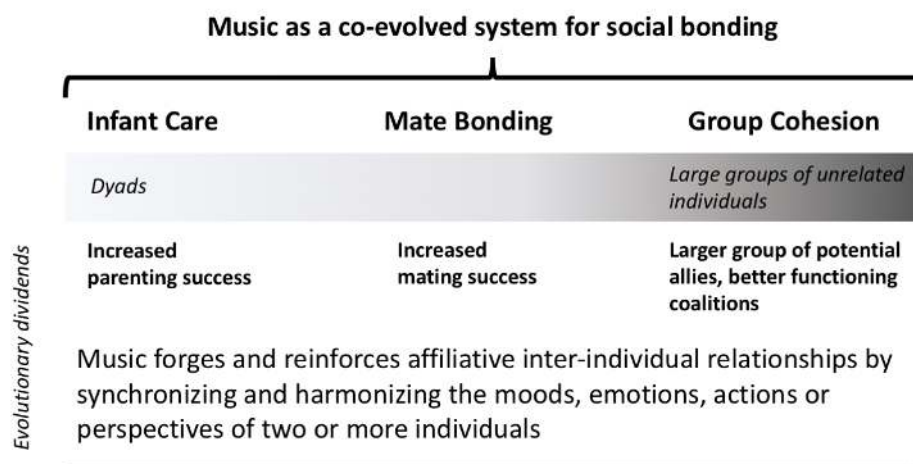 Music as a co-evolved system for social bonding
Infant Care
Mate Bonding
Group Cohesion
Dyads
Large groups of unrelated
individuals
Evolutionary dividends
Increased
parenting success
Increased
mating success
Larger group of potential
allies, better functioning
coalitions
Music forges and reinforces affiliative inter-individual relationships by
synchronizing and harmonizing the moods, emotions, actions or
perspectives of two or more individuals